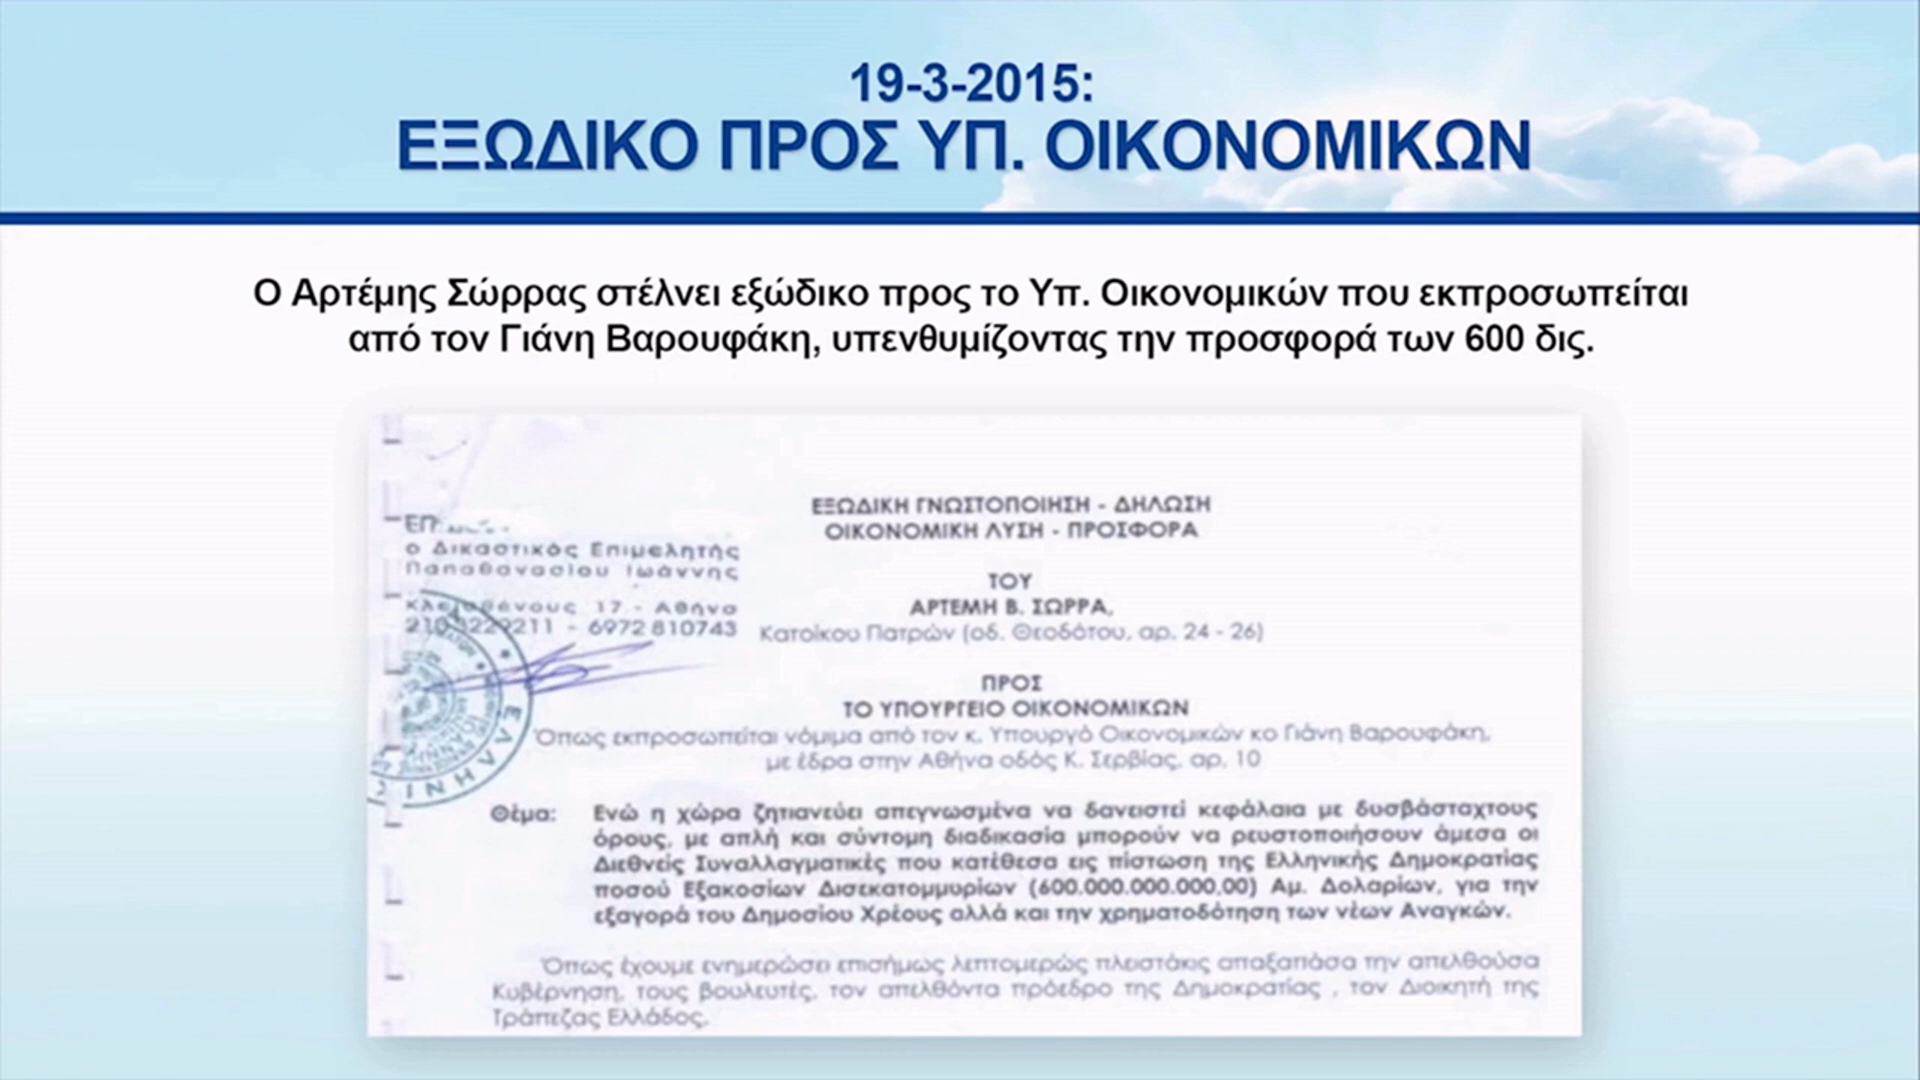 19-3-2015:
ΕΞΩΔΙΚΟ ΠΡΟΣ ΥΠ. ΟΙΚΟΝΟΜΙΚΩΝ
Ο Αρτέμης Σώρρας στέλνει εξώδικο προς το Υπ. Οικονομικών που εκπροσωπείται
από τον Γιάνη Βαρουφάκη, υπενθυμίζοντας την προσφορά των 600 δις.
ΕΞΩΔΙΚΗ ΓΝΩΣΤΟΠΟΙΗΣΗ - ΔΗΛΩΣΗ
ΟΙΚΟΝΟΜΙΚΗ ΛΥΣΗ - ΠΡΟΣΦΟΡΑ
ο Δικαστικός Επιμελητής
Παπαθανασίου Ιωάννης
Κλεισθένους 17 - Αθήνα
210 5229211 - 6972 810743
ΤΟΥ
ΑΡΤΕΜΗ Β. ΣΩΡΡΑ,
Κατοίκου Πατρών (οδ. Θεοδότου, αρ. 24 - 26)
ΠΡΟΣ
ΤΟ ΥΠΟΥΡΓΕΙΟ ΟΙΚΟΝΟΜΙΚΩΝ
Όπως εκπροσωπείται νόμιμα από τον κ. Υπουργό Οικονομικών κο Γιάνη Βαρουφάκη,
με έδρα στην Αθήνα οδός Κ. Σερβίας, αρ. 10
Θέμα: Ενώ η χώρα ζητιανεύει απεγνωσμένα να δανειστεί κεφάλαια με δυσβάσταχτους
όρους, με απλή και σύντομη διαδικασία μπορούν να ρευστοποιήσουν άμεσα οι
Διεθνείς Συναλλαγματικές που κατέθεσα εις πίστωση της Ελληνικής Δημοκρατίας
ποσού Εξακοσίων Δισεκατομμυρίων (600.000.000.000,00) Αμ. Δολαρίων, για την
εξαγορά του Δημοσίου Χρέους αλλά και την χρηματοδότηση των νέων Αναγκών.
Όπως έχουμε ενημερώσει επισήμως λεπτομερώς πλειστάκις απαξαπάσα την απελθούσα
Κυβέρνηση, τους βουλευτές, τον απελθόντα πρόεδρο της Δημοκρατίας , τον Διοικητή της
Τράπεζας Ελλάδος.